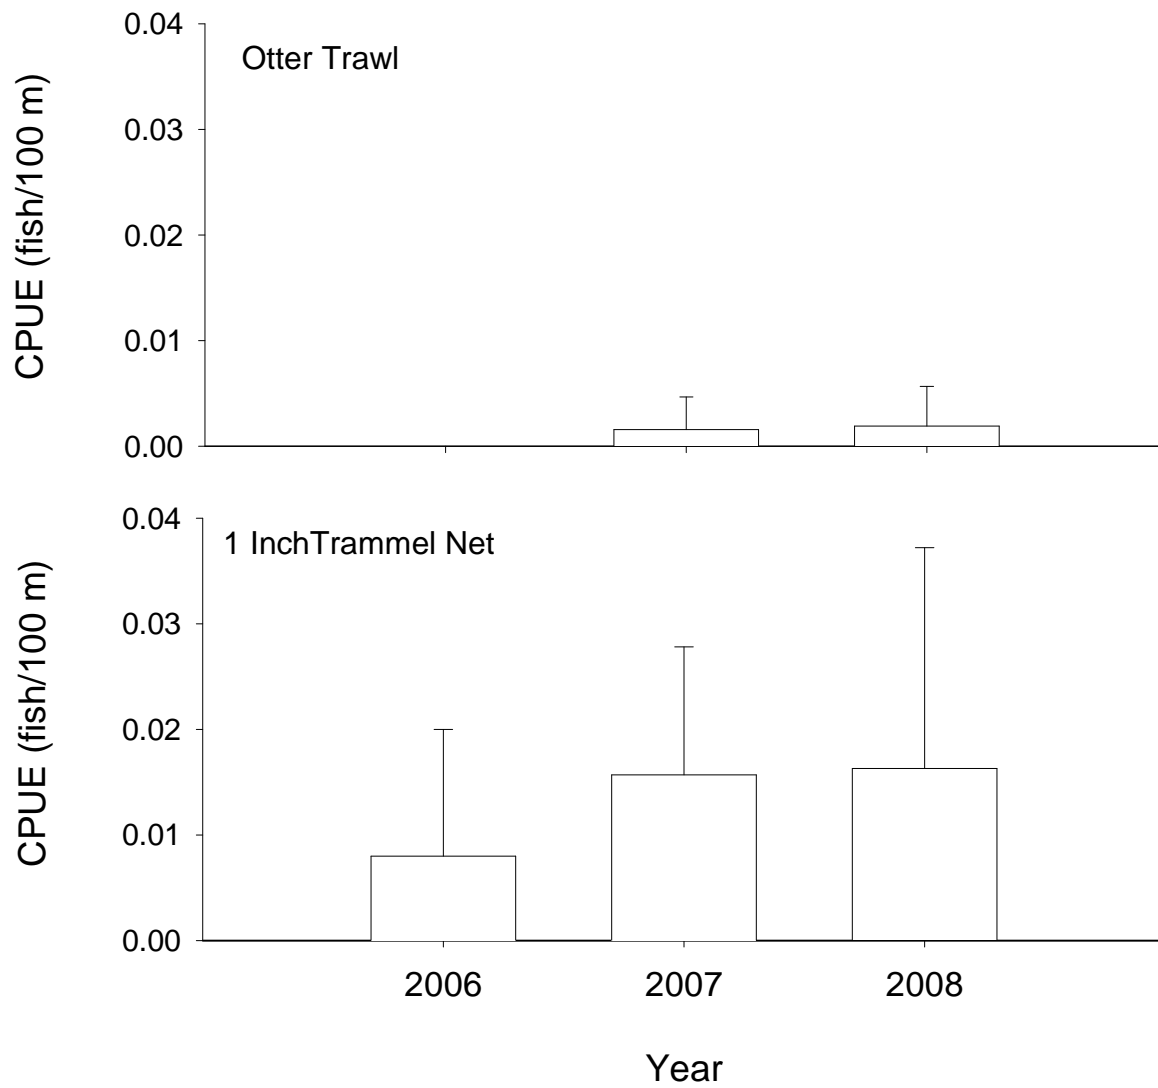 0.04
Otter Trawl
0.03
0.02
0.01
0.00
CPUE (fish/100 m)
0.04
1 InchTrammel Net
0.03
0.02
0.01
0.00
CPUE (fish/100 m)
2006 2007 2008
Year